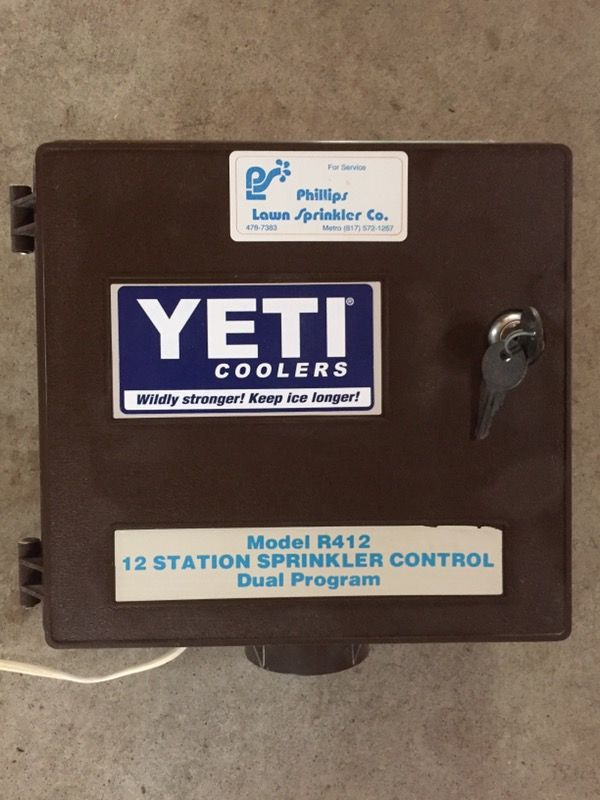 For Service
PLS
Phillips
Lawn Sprinkler Co.
478-7383 Metro (817) 572-1257
YETI®
COOLERS
Wildly stronger! Keep ice longer!
Model R412
12 STATION SPRINKLER CONTROL
Dual Program